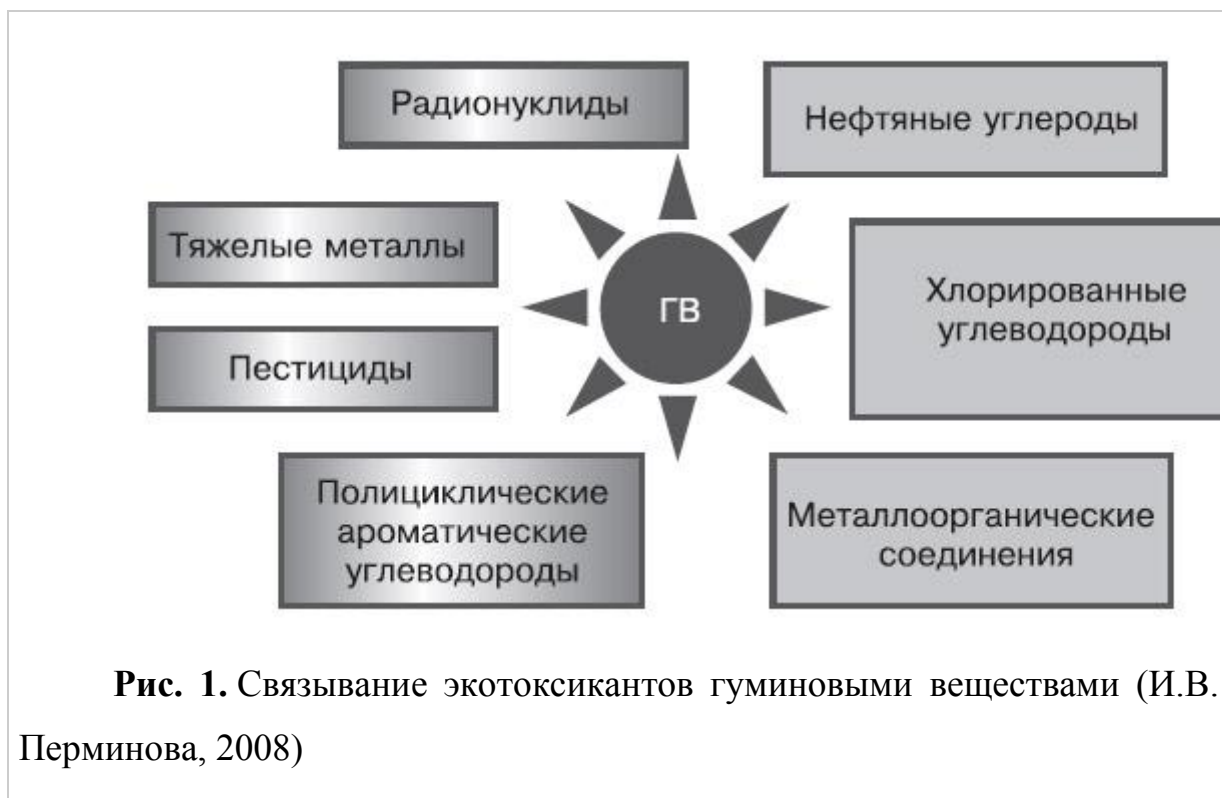 Радионуклиды
Нефтяные углероды
Тяжелые металлы
Хлорированные
углеводороды
ГВ
Пестициды
Полициклические
ароматические
углеводороды
Металлоорганические
соединения
Рис. 1. Связывание экотоксикантов гуминовыми веществами (И.В.
Перминова, 2008)